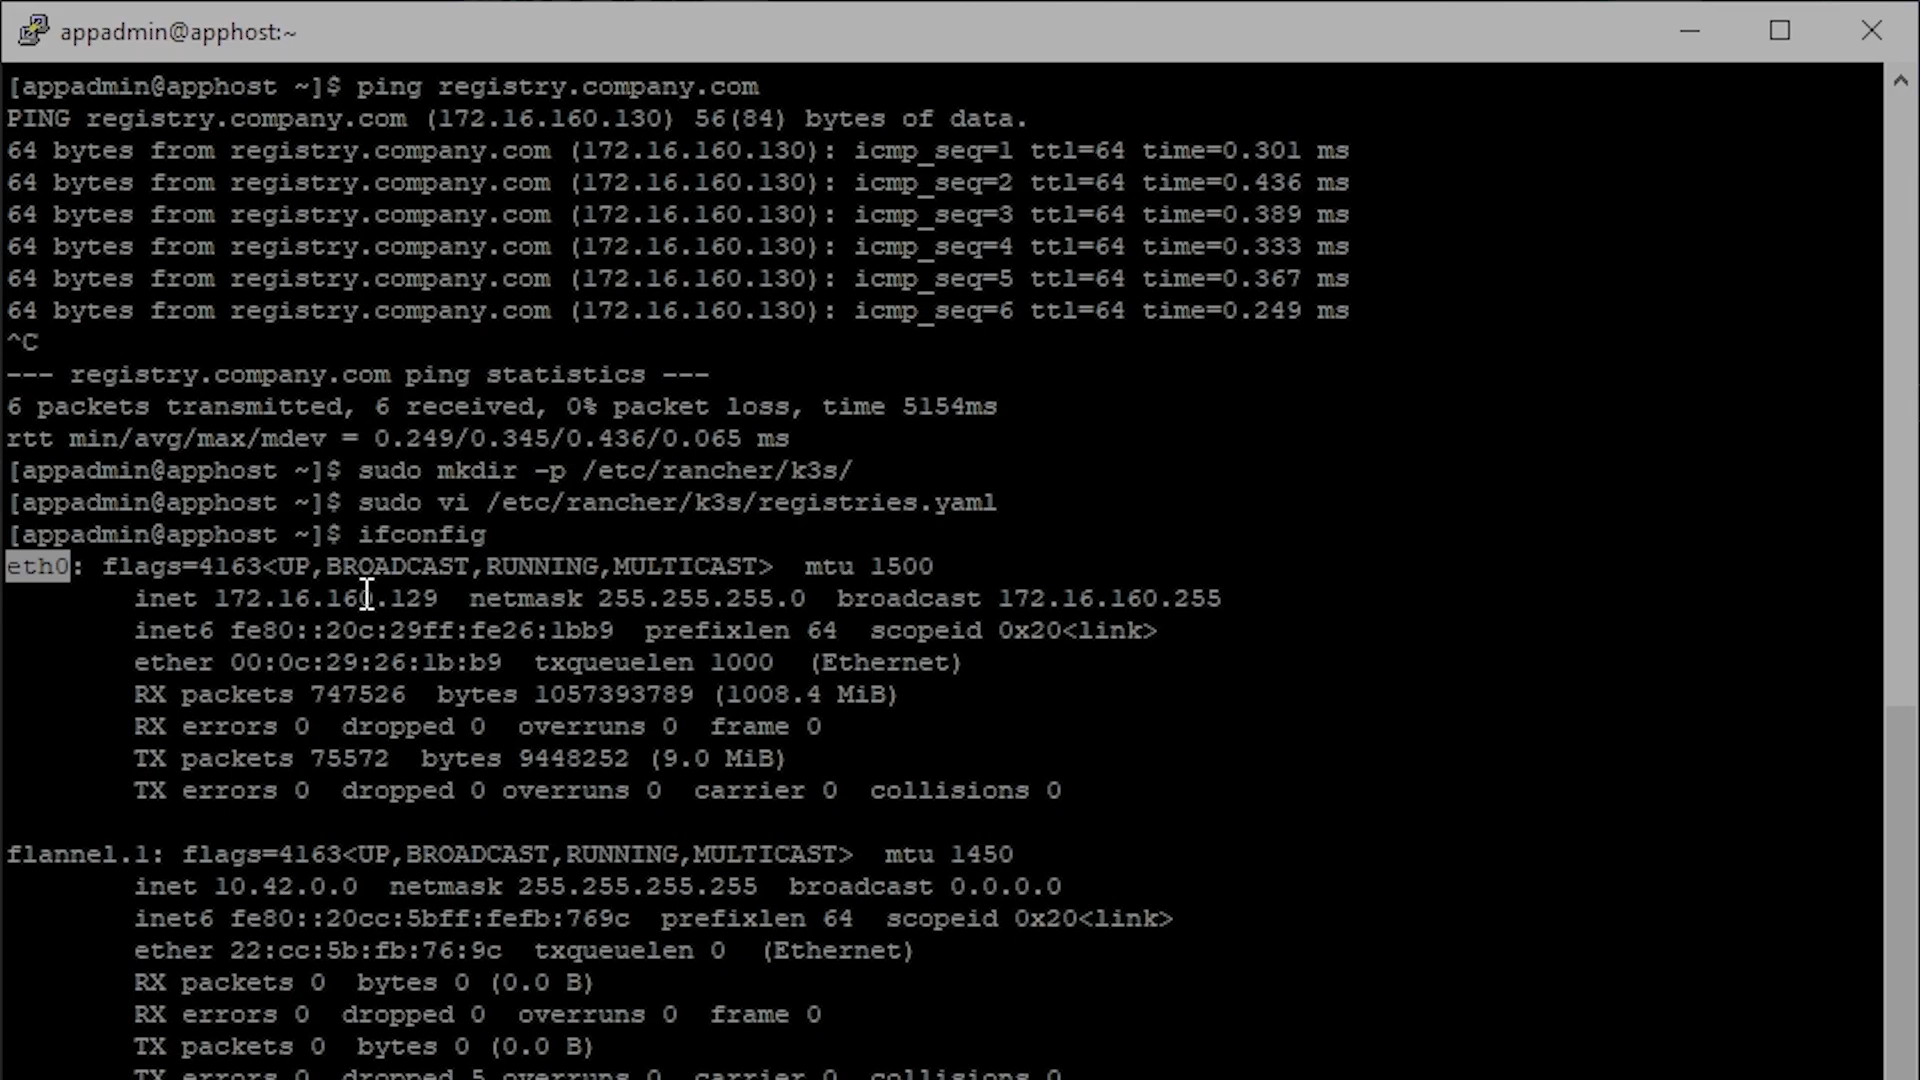 appadmin@apphost:~
[appadmin@apphost ~]$ ping registry.company.com
PING registry.company.com (172.16.160.130) 56(84) bytes of data.
64 bytes from registry.company.com (172.16.160.130): icmp_seq=1 ttl=64 time=0.301 ms
64 bytes from registry.company.com (172.16.160.130): icmp_seq=2 ttl=64 time=0.436 ms
64 bytes from registry.company.com (172.16.160.130): icmp_seq=3 ttl=64 time=0.389 ms
64 bytes from registry.company.com (172.16.160.130): icmp_seq=4 ttl=64 time=0.333 ms
64 bytes from registry.company.com (172.16.160.130): icmp_seq=5 ttl=64 time=0.367 ms
64 bytes from registry.company.com (172.16.160.130): icmp_seq=6 ttl=64 time=0.249 ms
^C
--- registry.company.com ping statistics ---
6 packets transmitted, 6 received, 0% packet loss, time 5154ms
rtt min/avg/max/mdev = 0.249/0.345/0.436/0.065 ms
[appadmin@apphost ~]$ sudo mkdir -p /etc/rancher/k3s/
[appadmin@apphost ~]$ sudo vi /etc/rancher/k3s/registries.yaml
[appadmin@apphost ~]$ ifconfig
eth0: flags=4163<UP,BROADCAST,RUNNING,MULTICAST>  mtu 1500
inet 172.16.160.129  netmask 255.255.255.0  broadcast 172.16.160.255
inet6 fe80::20c:29ff:fe26:1bb9  prefixlen 64  scopeid 0x20<link>
ether 00:0c:29:26:1b:b9  txqueuelen 1000  (Ethernet)
RX packets 747526  bytes 1057393789 (1008.4 MiB)
RX errors 0  dropped 0  overruns 0  frame 0
TX packets 75572  bytes 9448252 (9.0 MiB)
TX errors 0  dropped 0 overruns 0  carrier 0  collisions 0
flannel.1: flags=4163<UP,BROADCAST,RUNNING,MULTICAST>  mtu 1450
inet 10.42.0.0  netmask 255.255.255.255  broadcast 0.0.0.0
inet6 fe80::20cc:5bff:fefb:769c  prefixlen 64  scopeid 0x20<link>
ether 22:cc:5b:fb:76:9c  txqueuelen 0  (Ethernet)
RX packets 0  bytes 0 (0.0 B)
RX errors 0  dropped 0  overruns 0  frame 0
TX packets 0  bytes 0 (0.0 B)
TX errors 0  dropped 5 overruns 0  carrier 0  collisions 0